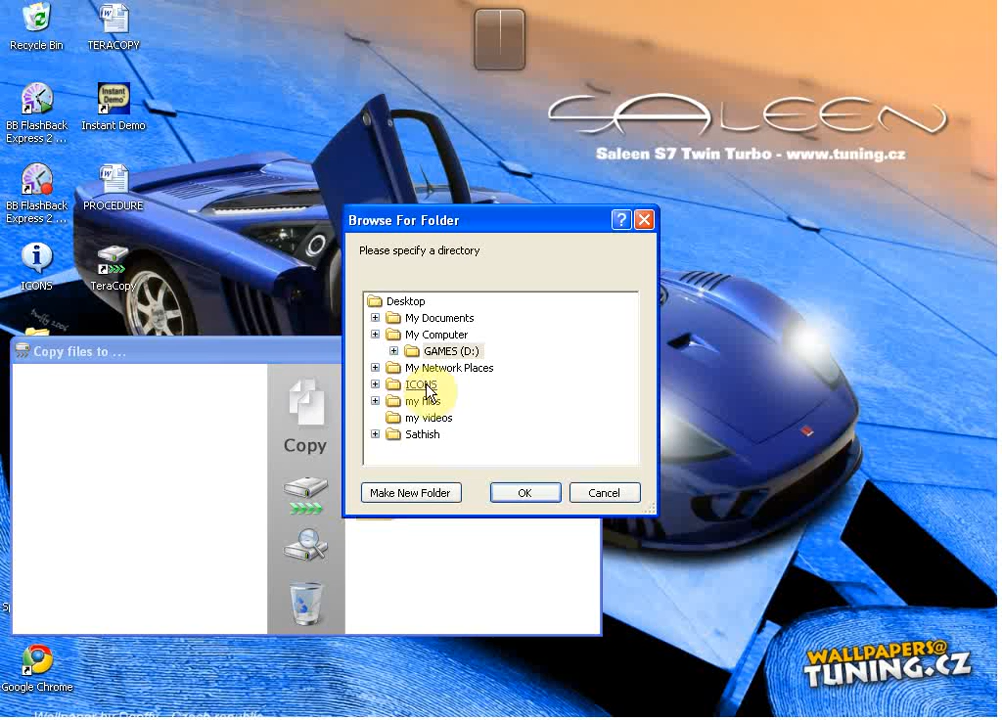 Recycle Bin
TERACOPY
BB FlashBack
Express 2 ...
Instant
Demo
Instant Demo
BB FlashBack
Express 2 ...
PROCEDURE
ICONS
TeraCopy
SALEEN
Saleen S7 Twin Turbo - www.tuning.cz
Browse For Folder
Please specify a directory
Desktop
My Documents
My Computer
GAMES (D:)
My Network Places
ICONS
my files
my videos
Sathish
Make New Folder
OK
Cancel
Copy files to ...
Copy
Google Chrome
WALLPAPERS@
TUNING.CZ